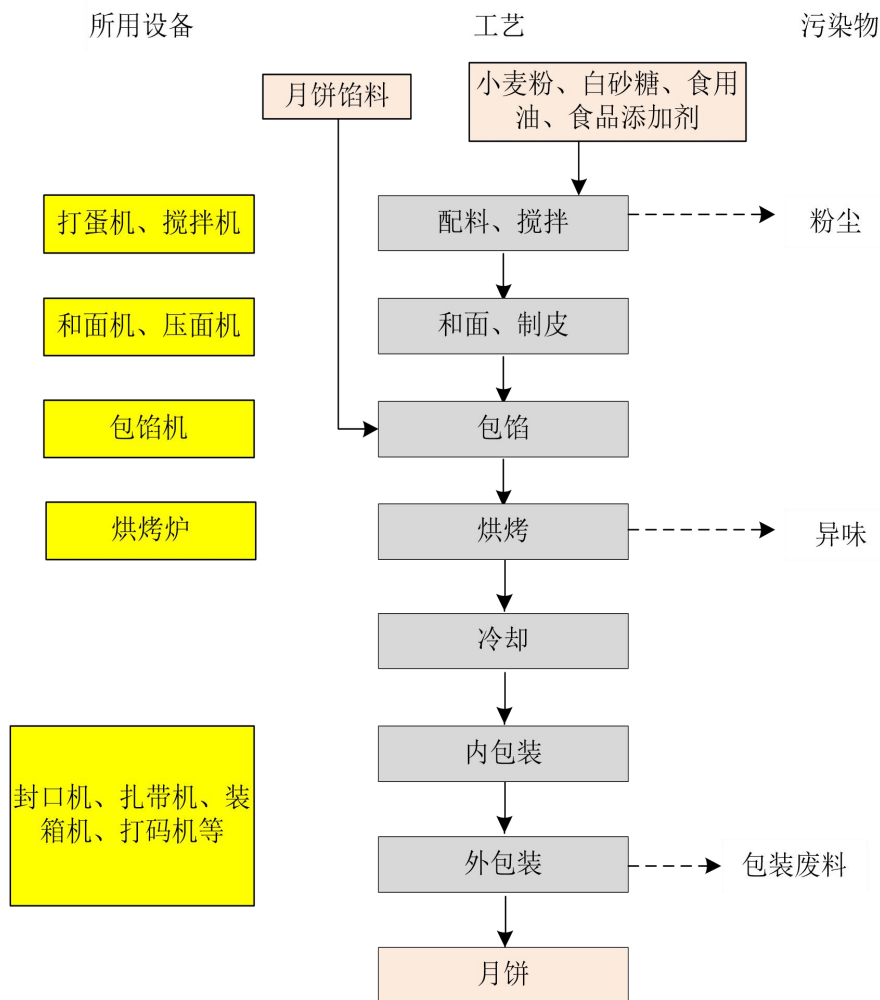 所用设备
工艺
污染物
月饼馅料
小麦粉、白砂糖、食用
油、食品添加剂
打蛋机、搅拌机
配料、搅拌
粉尘
和面机、压面机
和面、制皮
包馅机
包馅
烘烤炉
烘烤
异味
冷却
内包装
封口机、扎带机、装
箱机、打码机等
外包装
包装废料
月饼